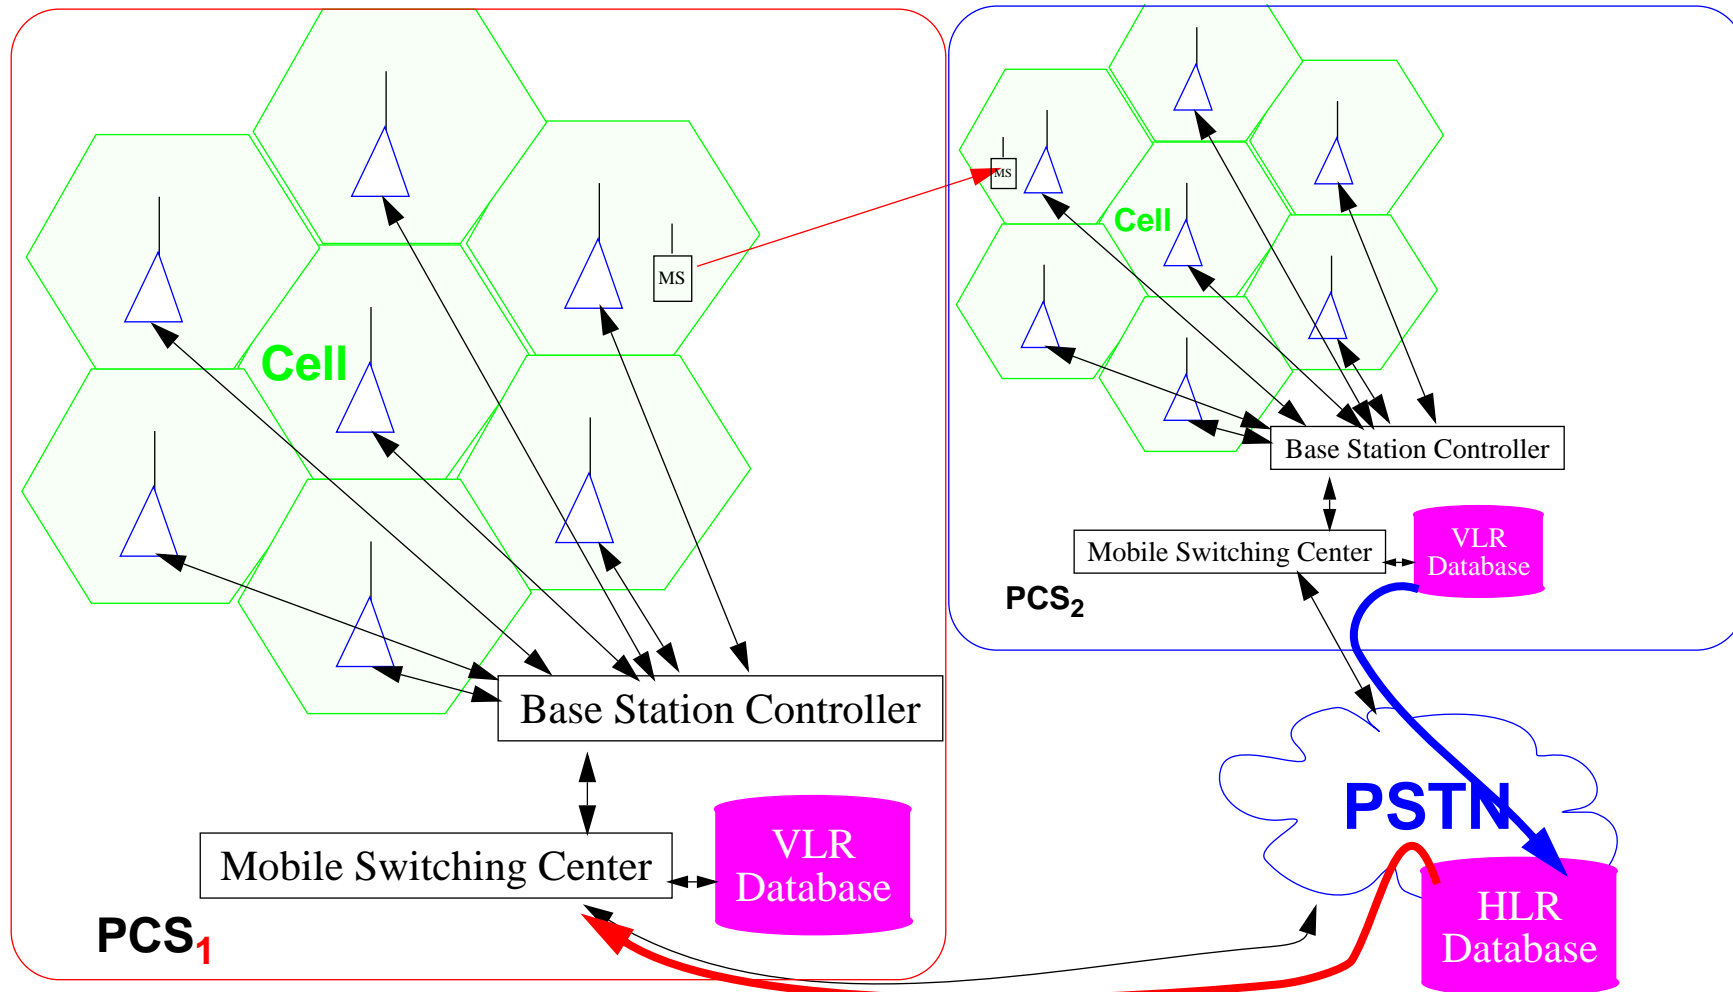 Cell
MS
Base Station Controller
Mobile Switching Center
VLR
Database
PCS1
MS
Cell
Base Station Controller
Mobile Switching Center
VLR
Database
PCS2
PSTN
HLR
Database